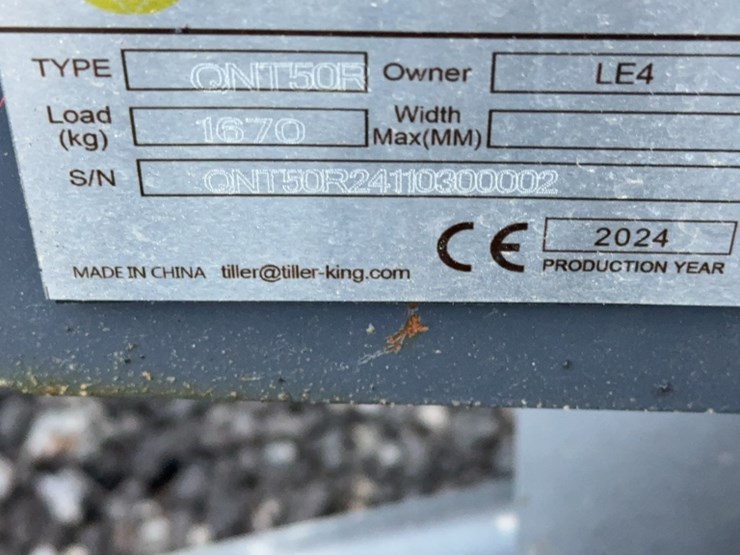 TYPE QNT50R Owner LE4
Load (kg) 1670 Width Max(MM)
S/N QNT50R24110300002
CE 2024
PRODUCTION YEAR
MADE IN CHINA tiller@tiller-king.com